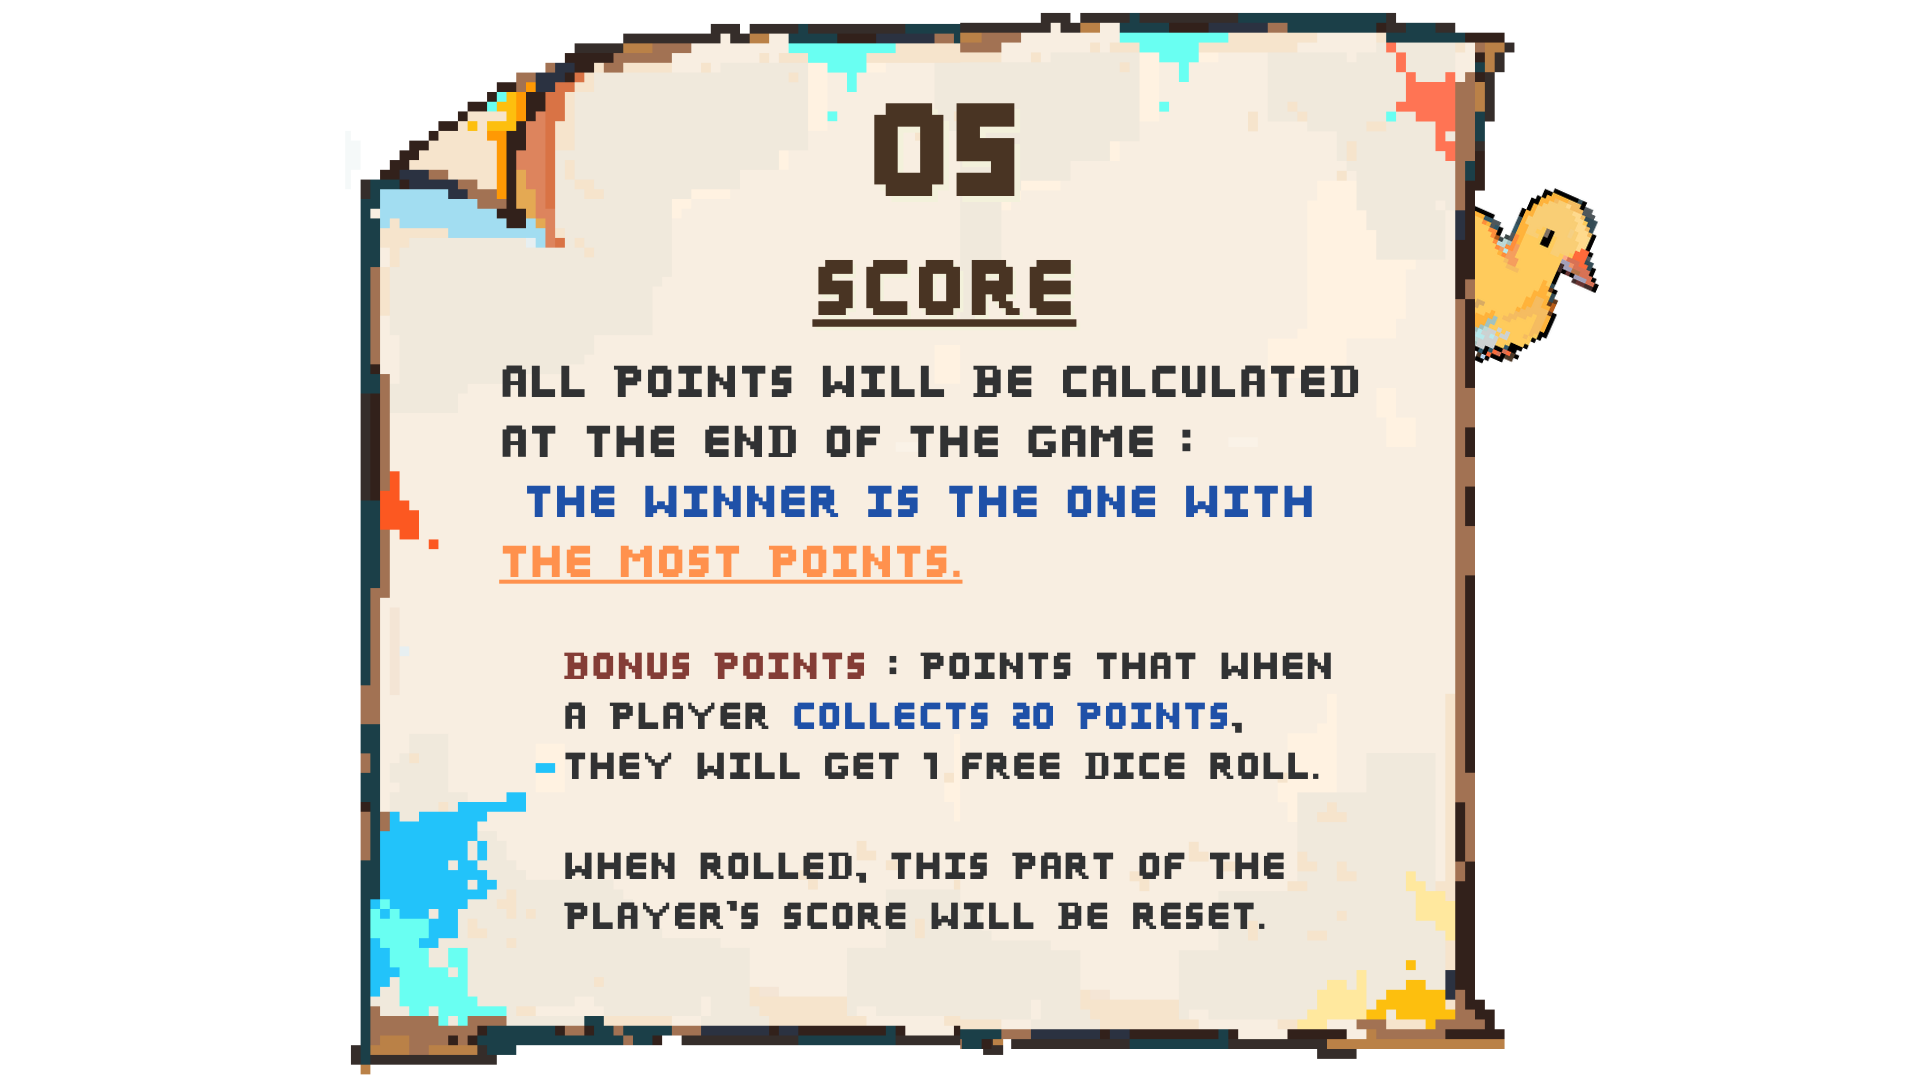 05
SCORE
ALL POINTS WILL BE CALCULATED
AT THE END OF THE GAME :
THE WINNER IS THE ONE WITH
THE MOST POINTS.
BONUS POINTS : POINTS THAT WHEN
A PLAYER COLLECTS 20 POINTS,
THEY WILL GET 1 FREE DICE ROLL.
WHEN ROLLED, THIS PART OF THE
PLAYER'S SCORE WILL BE RESET.